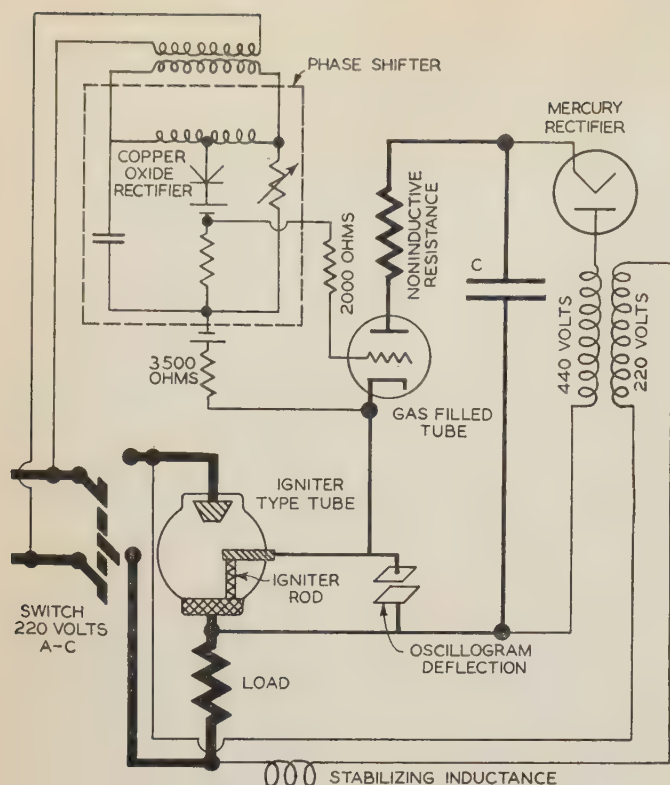 PHASE SHIFTER
MERCURY
RECTIFIER
COPPER
OXIDE
RECTIFIER
2000 OHMS
NONINDUCTIVE
RESISTANCE
C
440 VOLTS
220 VOLTS
3500
OHMS
GAS FILLED
TUBE
IGNITER
TYPE TUBE
IGNITER
ROD
SWITCH
220 VOLTS
A-C
OSCILLOGRAM
DEFLECTION
LOAD
STABILIZING INDUCTANCE